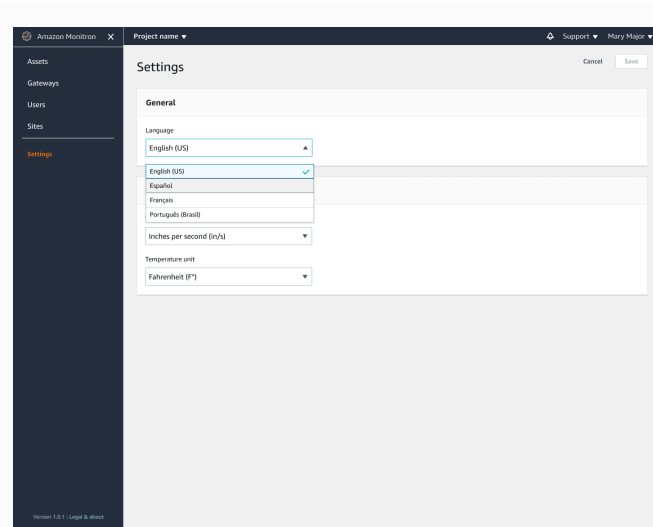 Amazon Monitron X
Project name ▼
Support ▼ Mary Major ▼
Assets
Gateways
Users
Sites
Settings
Settings
Cancel Save
General
Language
English (US)
English (US)
Español
Français
Português (Brasil)
Inches per second (in/s)
Temperature unit
Fahrenheit (F°)
Version 1.0.1 | Legal & about